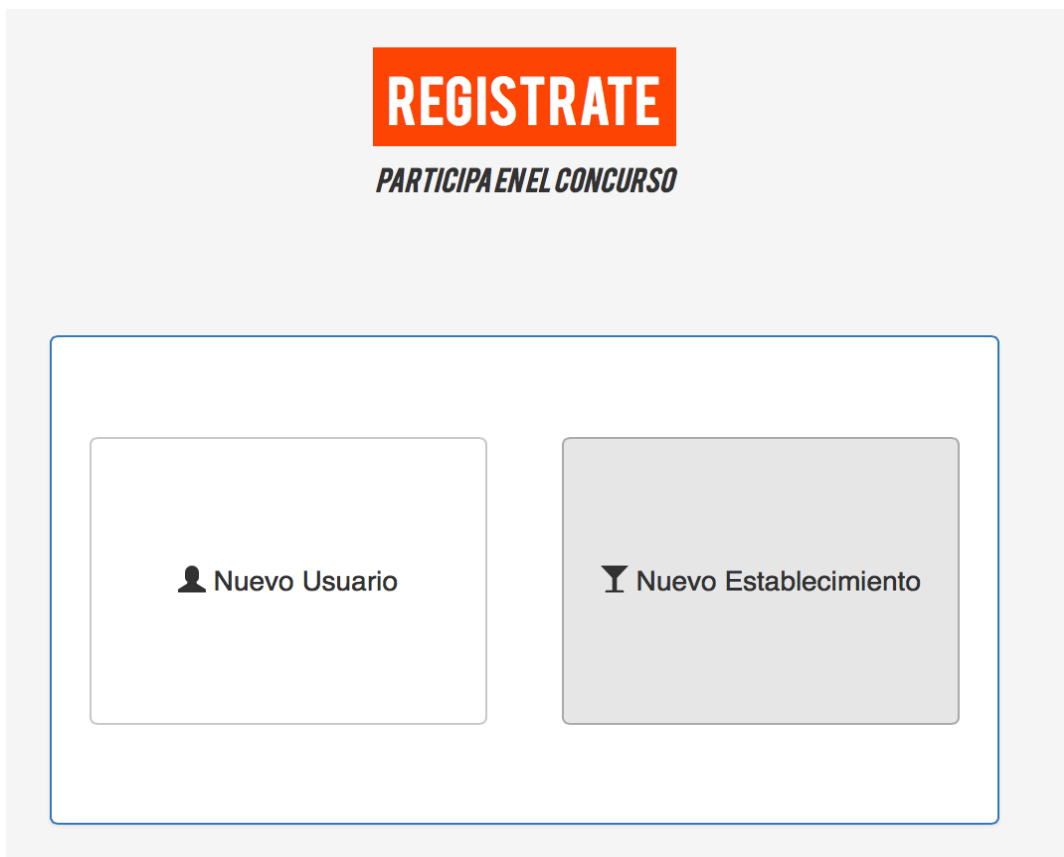 REGISTRATE
PARTICIPA EN EL CONCURSO
Nuevo Usuario
Nuevo Establecimiento